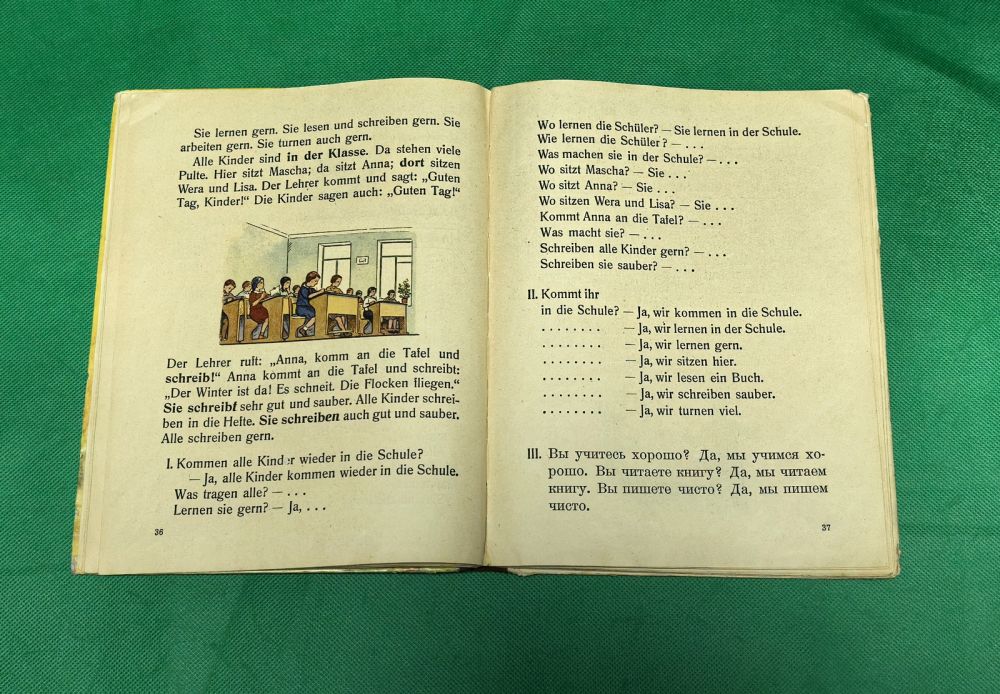 Sie lernen gern. Sie lesen und schreiben gern. Sie
arbeiten gern. Sie turnen auch gern.
Alle Kinder sind in der Klasse. Da stehen viele
Pulte. Hier sitzt Mascha; da sitzt Anna; dort sitzen
Wera und Lisa. Der Lehrer kommt und sagt: „Guten
Tag, Kinder!“ Die Kinder sagen auch: „Guten Tag!“
Der Lehrer ruft: „Anna, komm an die Tafel und
schreib!“ Anna kommt an die Tafel und schreibt:
„Der Winter ist da! Es schneit. Die Flocken fliegen.“
Sie schreibt sehr gut und sauber. Alle Kinder schrei-
ben in die Hefte. Sie schreiben auch gut und sauber.
Alle schreiben gern.
I. Kommen alle Kinder wieder in die Schule?
— Ja, alle Kinder kommen wieder in die Schule.
Was tragen alle? — . . .
Lernen sie gern? — Ja, . . .
36
Wo lernen die Schüler? — Sie lernen in der Schule.
Wie lernen die Schüler? — . . .
Was machen sie in der Schule? — . . .
Wo sitzt Mascha? — Sie . . .
Wo sitzt Anna? — Sie . . .
Wo sitzen Wera und Lisa? — Sie . . .
Kommt Anna an die Tafel? — . . .
Was macht sie? — . . .
Schreiben alle Kinder gern? — . . .
Schreiben sie sauber? — . . .
II. Kommt ihr
in die Schule? — Ja, wir kommen in die Schule.
. . . . . . . . — Ja, wir lernen in der Schule.
. . . . . . . . — Ja, wir lernen gern.
. . . . . . . . — Ja, wir sitzen hier.
. . . . . . . . — Ja, wir lesen ein Buch.
. . . . . . . . — Ja, wir schreiben sauber.
. . . . . . . . — Ja, wir turnen viel.
III. Вы учитесь хорошо? Да, мы учимся хо-
рошо. Вы читаете книгу? Да, мы читаем
книгу. Вы пишете чисто? Да, мы пишем
чисто.
37